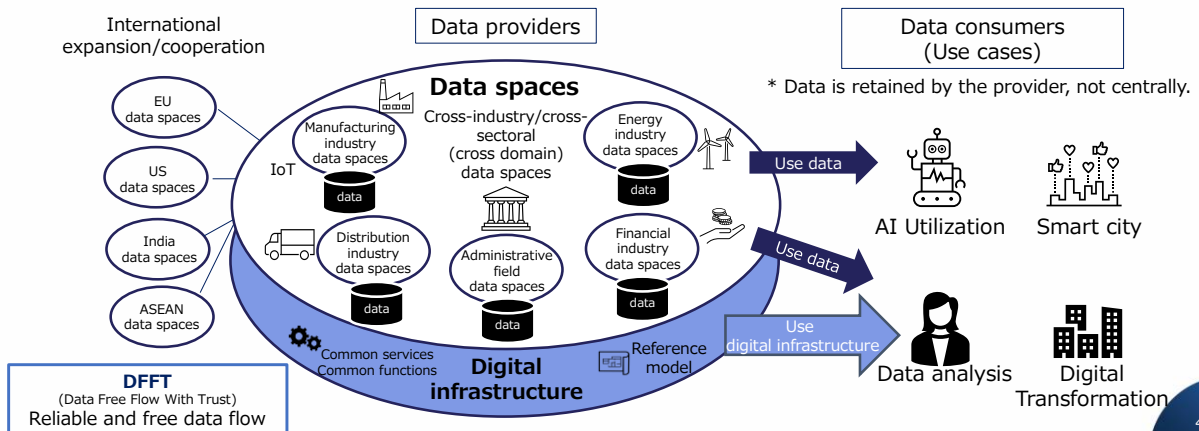 International
expansion/cooperation
EU
data spaces
US
data spaces
India
data spaces
ASEAN
data spaces
DFFT
(Data Free Flow With Trust)
Reliable and free data flow
Data providers
Data spaces
Cross-industry/cross-
sectoral
(cross domain)
data spaces
Manufacturing
industry
data spaces
IoT
data
Energy
industry
data spaces
data
Distribution
industry
data spaces
data
Administrative
field
data spaces
data
Financial
industry
data spaces
data
Common services
Common functions
Digital
infrastructure
Reference
model
Data consumers
(Use cases)
* Data is retained by the provider, not centrally.
Use data
Use data
Use
digital infrastructure
AI Utilization
Smart city
Data analysis
Digital
Transformation